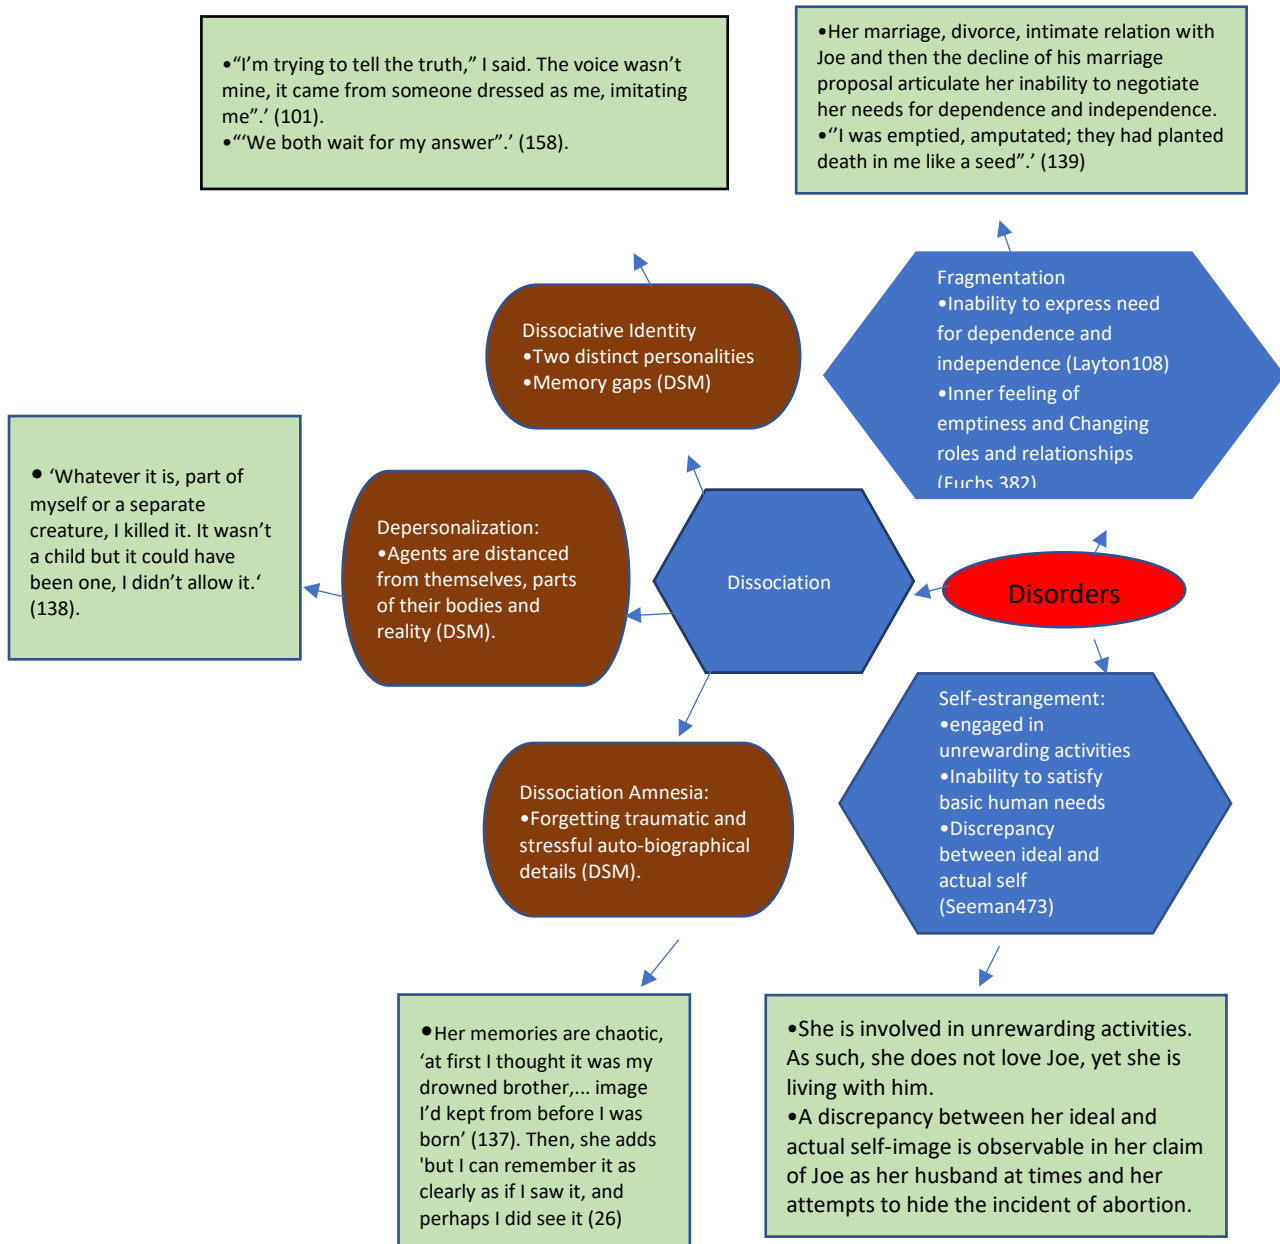 •“I’m trying to tell the truth,” I said. The voice wasn’t
mine, it came from someone dressed as me, imitating
me”.’ (101).
•“‘We both wait for my answer”.’ (158).
•Her marriage, divorce, intimate relation with
Joe and then the decline of his marriage
proposal articulate her inability to negotiate
her needs for dependence and independence.
•‘’I was emptied, amputated; they had planted
death in me like a seed”.’ (139)
Fragmentation
•Inability to express need
for dependence and
independence (Layton108)
•Inner feeling of
emptiness and Changing
roles and relationships
(Fuchs 382)
Dissociative Identity
•Two distinct personalities
•Memory gaps (DSM)
• ‘Whatever it is, part of
myself or a separate
creature, I killed it. It wasn’t
a child but it could have
been one, I didn’t allow it.‘
(138).
Depersonalization:
•Agents are distanced
from themselves, parts
of their bodies and
reality (DSM).
Dissociation
Disorders
Self-estrangement:
•engaged in
unrewarding activities
•Inability to satisfy
basic human needs
•Discrepancy
between ideal and
actual self
(Seeman473)
Dissociation Amnesia:
•Forgetting traumatic and
stressful auto-biographical
details (DSM).
•Her memories are chaotic,
‘at first I thought it was my
drowned brother,... image
I’d kept from before I was
born’ (137). Then, she adds
'but I can remember it as
clearly as if I saw it, and
perhaps I did see it (26)
•She is involved in unrewarding activities.
As such, she does not love Joe, yet she is
living with him.
•A discrepancy between her ideal and
actual self-image is observable in her claim
of Joe as her husband at times and her
attempts to hide the incident of abortion.